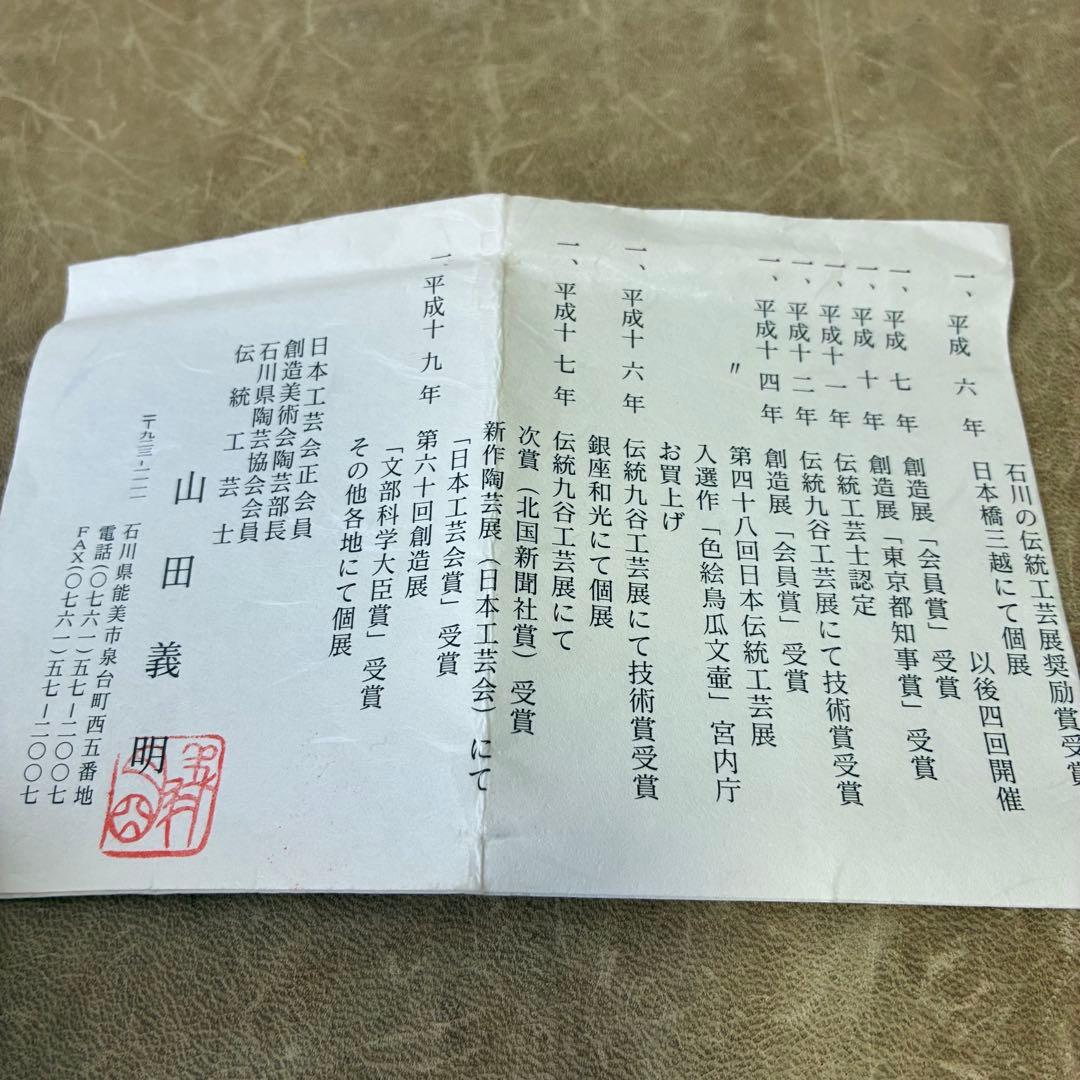 石川の伝統工芸展奨励賞受賞
一、平成 六 年 日本橋三越にて個展 以後四回開催
一、平成 七 年 創造展「会員賞」受賞
一、平成 十 年 創造展「東京都知事賞」受賞
一、平成十一年 伝統工芸士認定
一、平成十二年 伝統九谷工芸展にて技術賞受賞
一、平成十四年 創造展「会員賞」受賞
〃 第四十八回日本伝統工芸展
入選作「色絵鳥瓜文壷」宮内庁
お買上げ
一、平成十六年 伝統九谷工芸展にて技術賞受賞
銀座和光にて個展
一、平成十七年 伝統九谷工芸展にて
次賞(北国新聞社賞)受賞
新作陶芸展(日本工芸会)にて
「日本工芸会賞」受賞
一、平成十九年 第六十回創造展
「文部科学大臣賞」受賞
その他各地にて個展
日本工芸会正会員
創造美術会陶芸部長
石川県陶芸協会会員
伝統工芸士
山田義明
〒九二三-一一一一
石川県能美市泉台町西五番地
電話(〇七六一)五七-二〇〇七
FAX(〇七六一)五七-二〇〇七